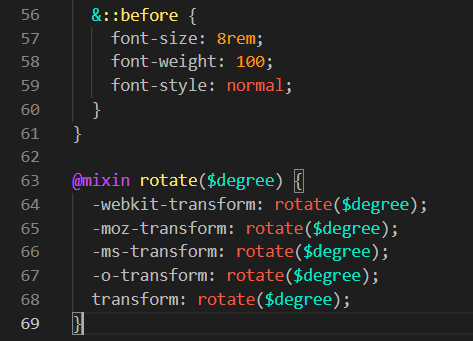 56 &::before {
57 font-size: 8rem;
58 font-weight: 100;
59 font-style: normal;
60 }
61 }
62
63 @mixin rotate($degree) {
64 -webkit-transform: rotate($degree);
65 -moz-transform: rotate($degree);
66 -ms-transform: rotate($degree);
67 -o-transform: rotate($degree);
68 transform: rotate($degree);
69 }